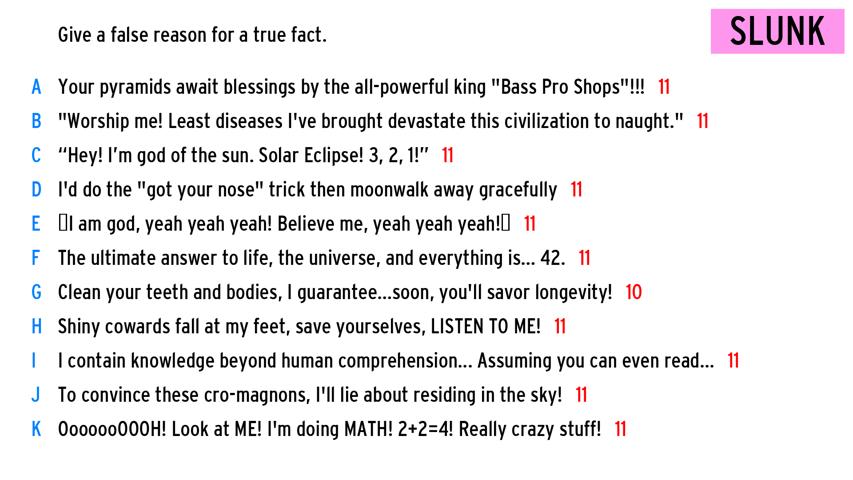 Give a false reason for a true fact.
SLUNK
A Your pyramids await blessings by the all-powerful king "Bass Pro Shops"!!! 11
B "Worship me! Least diseases I've brought devastate this civilization to naught." 11
C “Hey! I’m god of the sun. Solar Eclipse! 3, 2, 1!” 11
D I'd do the "got your nose" trick then moonwalk away gracefully 11
E I am god, yeah yeah yeah! Believe me, yeah yeah yeah! 11
F The ultimate answer to life, the universe, and everything is... 42. 11
G Clean your teeth and bodies, I guarantee...soon, you'll savor longevity! 10
H Shiny cowards fall at my feet, save yourselves, LISTEN TO ME! 11
I I contain knowledge beyond human comprehension... Assuming you can even read... 11
J To convince these cro-magnons, I'll lie about residing in the sky! 11
K OoooooOOOH! Look at ME! I'm doing MATH! 2+2=4! Really crazy stuff! 11